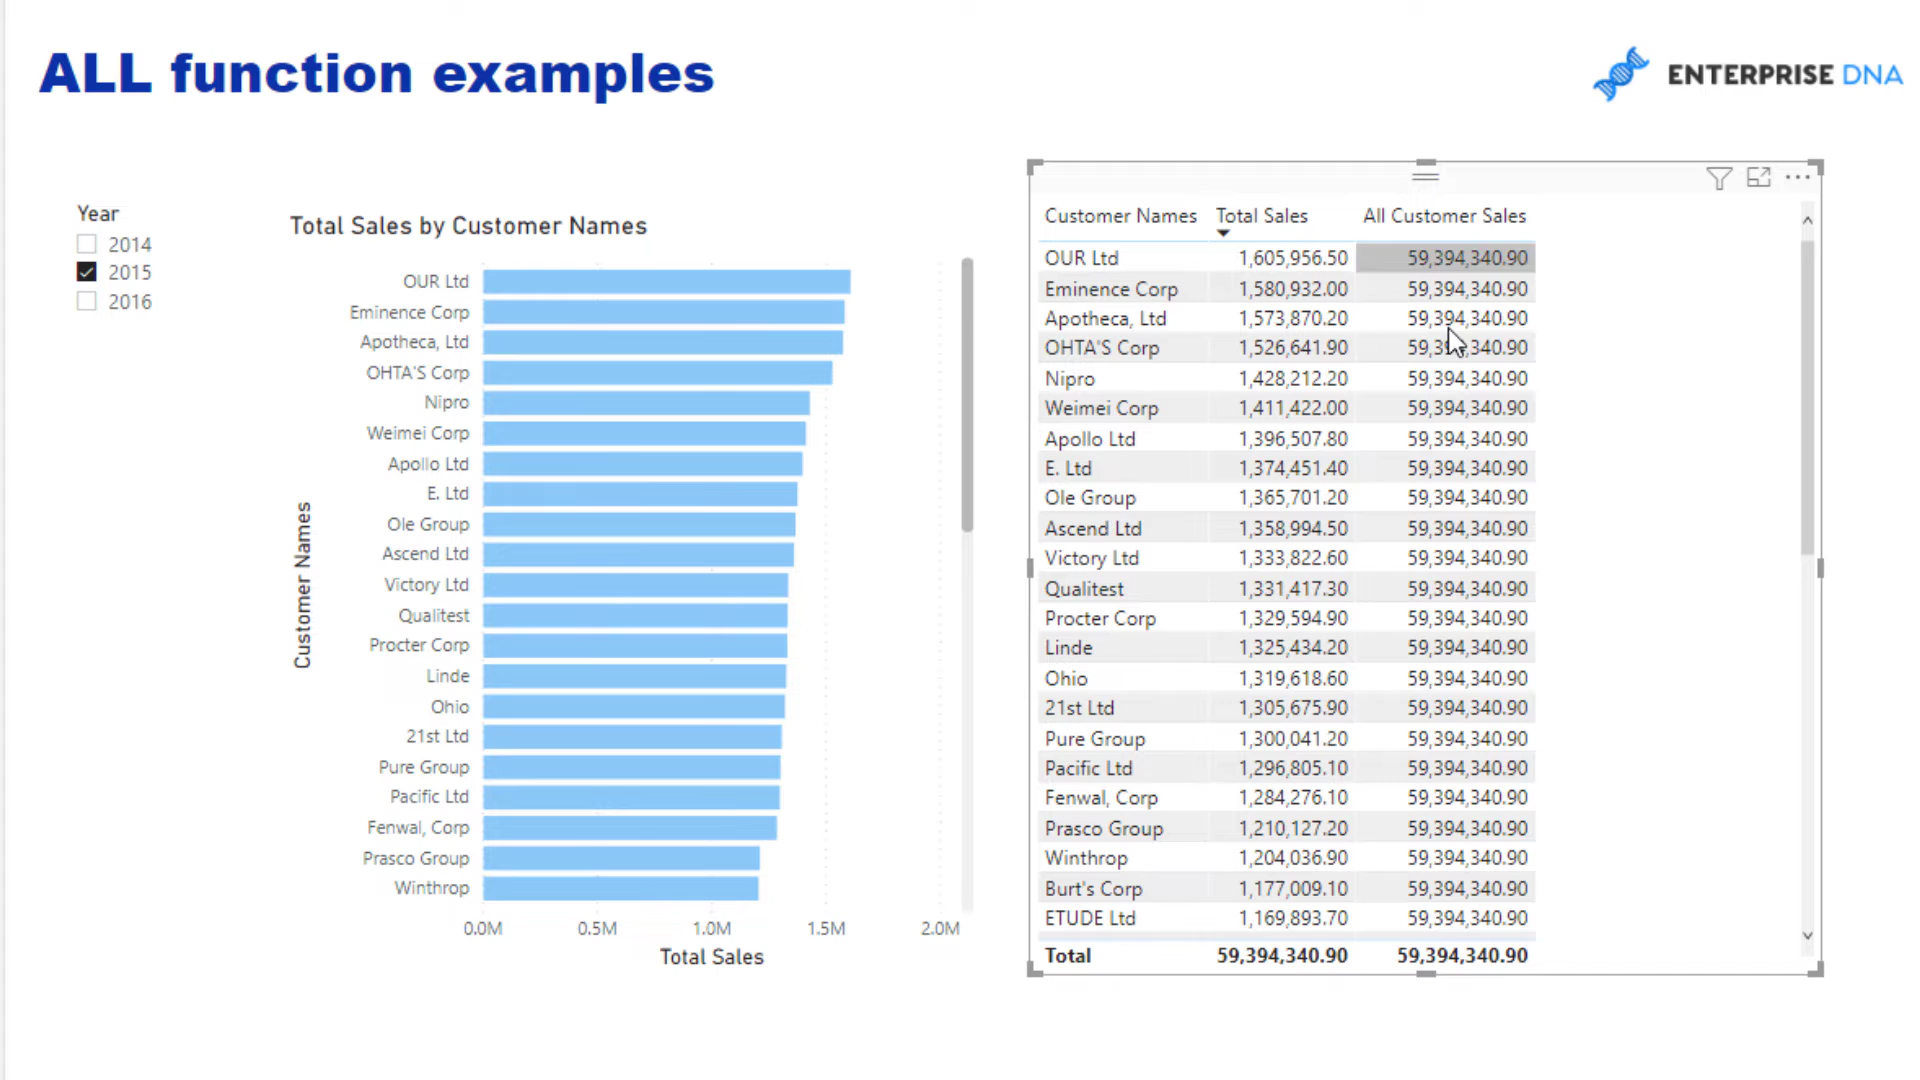 ALL function examples
ENTERPRISE DNA
Year
2014
2015
2016
Total Sales by Customer Names
Customer Names
OUR Ltd
Eminence Corp
Apotheca, Ltd
OHTA'S Corp
Nipro
Weimei Corp
Apollo Ltd
E. Ltd
Ole Group
Ascend Ltd
Victory Ltd
Qualitest
Procter Corp
Linde
Ohio
21st Ltd
Pure Group
Pacific Ltd
Fenwal, Corp
Prasco Group
Winthrop
0.0M 0.5M 1.0M 1.5M 2.0M
Total Sales
Customer Names Total Sales All Customer Sales
OUR Ltd 1,605,956.50 59,394,340.90
Eminence Corp 1,580,932.00 59,394,340.90
Apotheca, Ltd 1,573,870.20 59,394,340.90
OHTA'S Corp 1,526,641.90 59,394,340.90
Nipro 1,428,212.20 59,394,340.90
Weimei Corp 1,411,422.00 59,394,340.90
Apollo Ltd 1,396,507.80 59,394,340.90
E. Ltd 1,374,451.40 59,394,340.90
Ole Group 1,365,701.20 59,394,340.90
Ascend Ltd 1,358,994.50 59,394,340.90
Victory Ltd 1,333,822.60 59,394,340.90
Qualitest 1,331,417.30 59,394,340.90
Procter Corp 1,329,594.90 59,394,340.90
Linde 1,325,434.20 59,394,340.90
Ohio 1,319,618.60 59,394,340.90
21st Ltd 1,305,675.90 59,394,340.90
Pure Group 1,300,041.20 59,394,340.90
Pacific Ltd 1,296,805.10 59,394,340.90
Fenwal, Corp 1,284,276.10 59,394,340.90
Prasco Group 1,210,127.20 59,394,340.90
Winthrop 1,204,036.90 59,394,340.90
Burt's Corp 1,177,009.10 59,394,340.90
ETUDE Ltd 1,169,893.70 59,394,340.90
Total 59,394,340.90 59,394,340.90